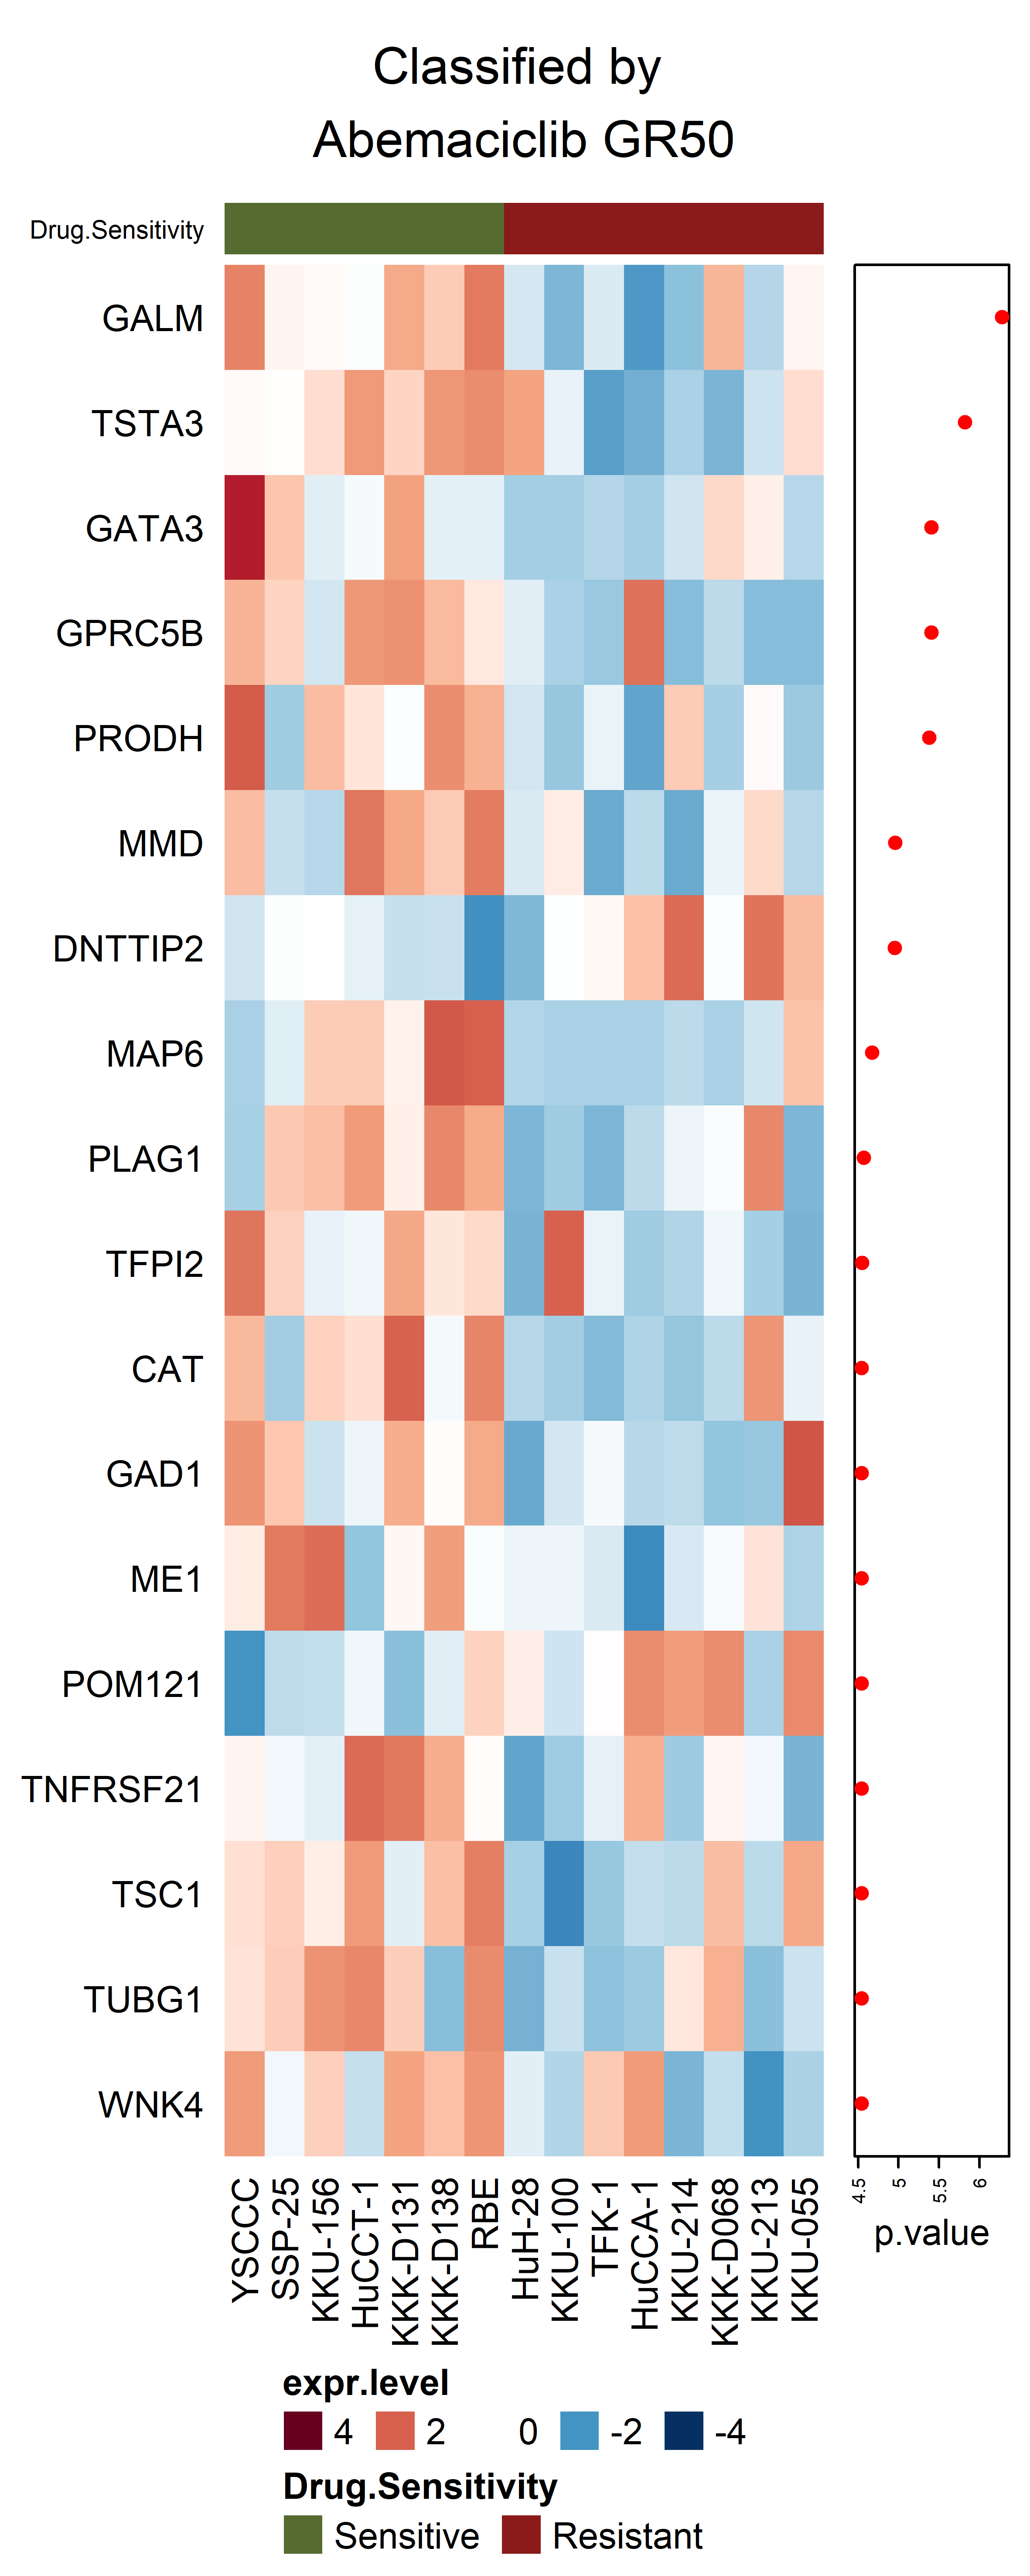 Classified by
Abemaciclib GR50
Drug.Sensitivity
GALM
TSTA3
GATA3
GPRC5B
PRODH
MMD
DNTTIP2
MAP6
PLAG1
TFPI2
CAT
GAD1
ME1
POM121
TNFRSF21
TSC1
TUBG1
WNK4
YSCCC
SSP-25
KKU-156
HuCCT-1
KKK-D131
KKK-D138
RBE
HuH-28
KKU-100
TFK-1
HuCCA-1
KKU-214
KKK-D068
KKU-213
KKU-055
4.5
5
5.5
6
p.value
expr.level
4 2 0 -2 -4
Drug.Sensitivity
Sensitive Resistant